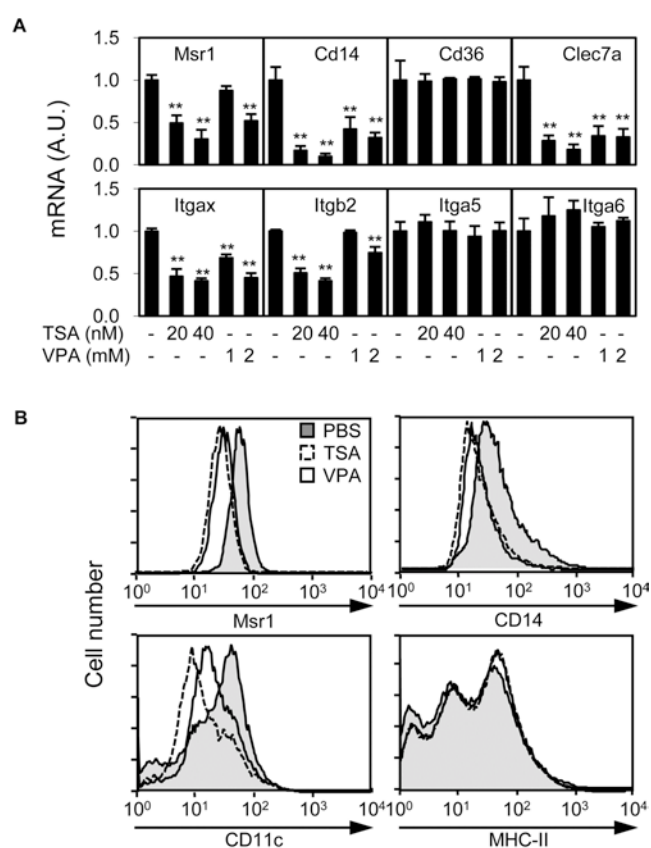 A
mRNA (A.U.)
1.5
1.0
0.5
0.0
Msr1
Cd14
Cd36
Clec7a
** ** **
** ** ** **
** ** ** **
1.5
1.0
0.5
0.0
Itgax
Itgb2
Itga5
Itga6
** ** ** **
** ** **
TSA (nM) - 20 40 - - - 20 40 - - - 20 40 - - - 20 40 - -
VPA (mM) - - - 1 2 - - - 1 2 - - - 1 2 - - - 1 2
B
Cell number
PBS
TSA
VPA
10⁰ 10¹ 10² 10³ 10⁴
Msr1
10⁰ 10¹ 10² 10³ 10⁴
CD14
10⁰ 10¹ 10² 10³ 10⁴
CD11c
10⁰ 10¹ 10² 10³ 10⁴
MHC-II